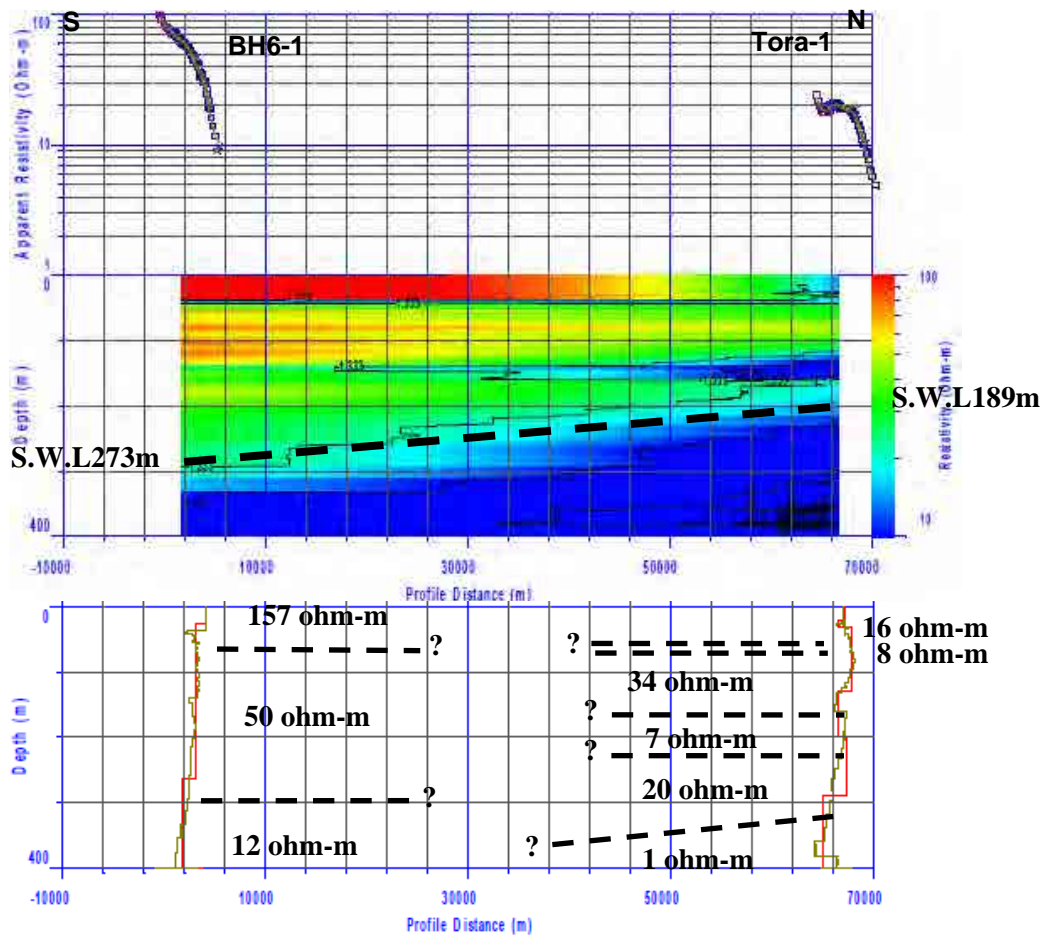 S
N
BH6-1
Tora-1
100
10
Apparent Resistivity (Ohm-m)
0
400
Depth (m)
S.W.L273m
S.W.L189m
100
10
Resistivity (Ohm-m)
-10000 10000 30000 50000 70000
Profile Distance (m)
0
400
Depth (m)
157 ohm-m
?
50 ohm-m
?
12 ohm-m
16 ohm-m
?
8 ohm-m
34 ohm-m
?
7 ohm-m
?
20 ohm-m
?
1 ohm-m
-10000 10000 30000 50000 70000
Profile Distance (m)